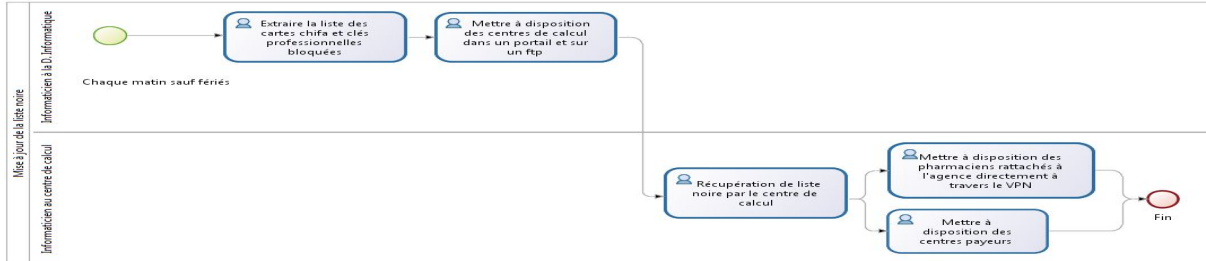 Mise à jour de la liste noire
Informaticien à la D. Informatique
Chaque matin sauf fériés
Extraire la liste des
cartes chifa et clés
professionnelles
bloquées
Mettre à disposition
des centres de calcul
dans un portail et sur
un ftp
Informaticien au centre de calcul
Récupération de liste
noire par le centre de
calcul
Mettre à disposition des
pharmaciens rattachés à
l'agence directement à
travers le VPN
Mettre à
disposition des
centres payeurs
Fin